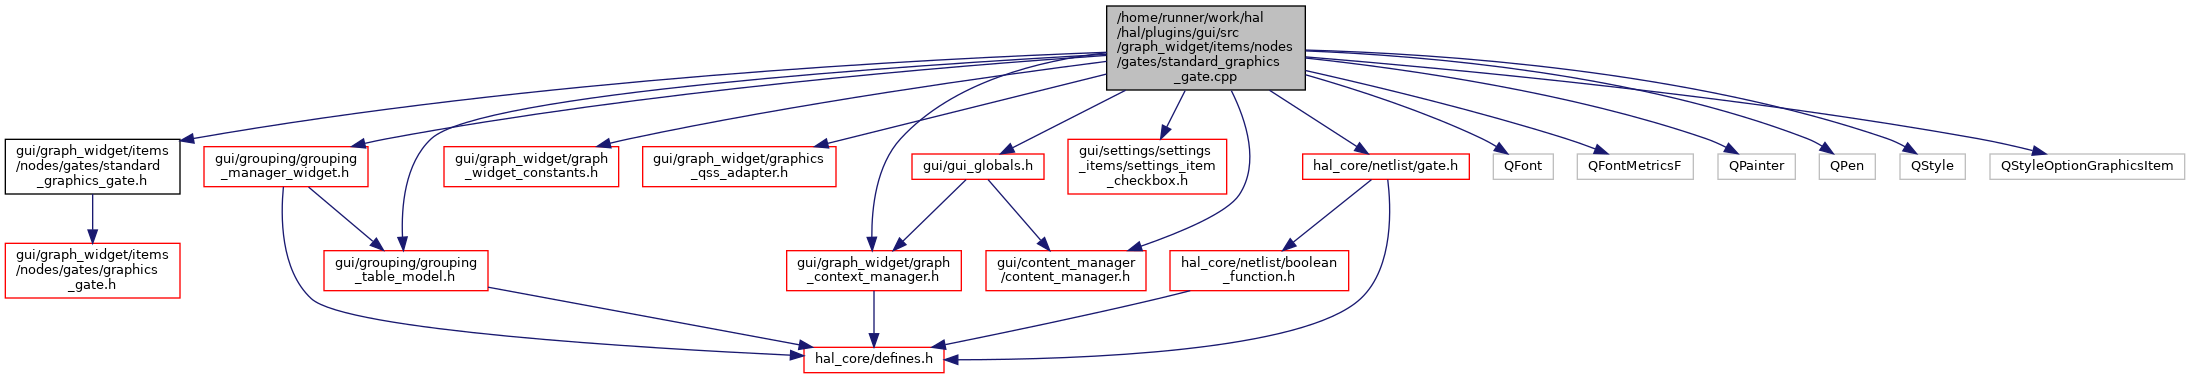 /home/runner/work/hal
/hal/plugins/gui/src
/graph_widget/items/nodes
/gates/standard_graphics
_gate.cpp
gui/graph_widget/items
/nodes/gates/standard
_graphics_gate.h
gui/grouping/grouping
_manager_widget.h
gui/graph_widget/graph
_widget_constants.h
gui/graph_widget/graphics
_qss_adapter.h
gui/gui_globals.h
gui/settings/settings
_items/settings_item
_checkbox.h
hal_core/netlist/gate.h
QFont
QFontMetricsF
QPainter
QPen
QStyle
QStyleOptionGraphicsItem
gui/graph_widget/items
/nodes/gates/graphics
_gate.h
gui/grouping/grouping
_table_model.h
gui/graph_widget/graph
_context_manager.h
gui/content_manager
/content_manager.h
hal_core/netlist/boolean
_function.h
hal_core/defines.h